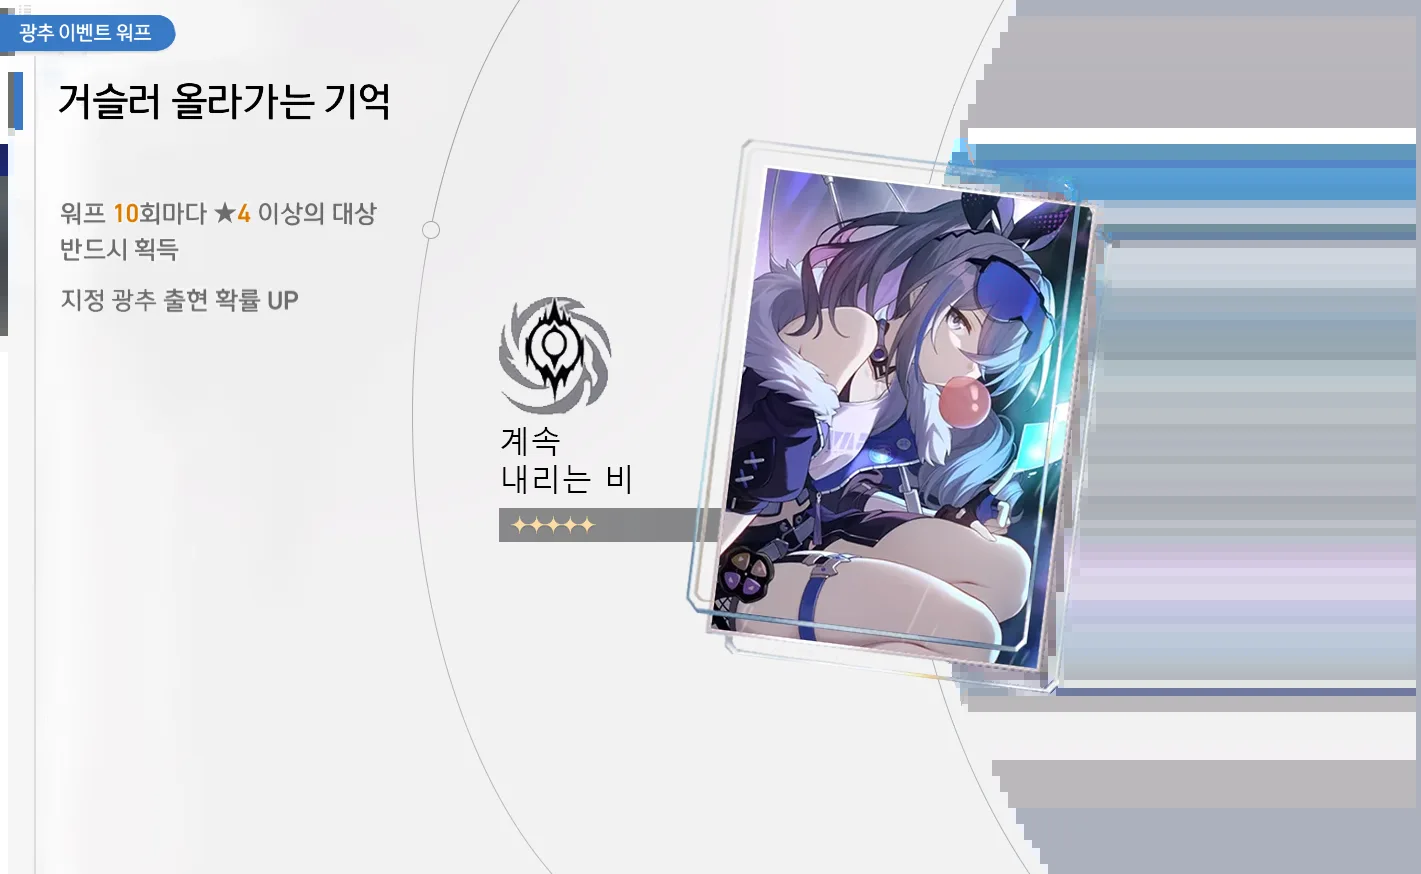 광추 이벤트 워프
거슬러 올라가는 기억
워프 10회마다 ★4 이상의 대상
반드시 획득
지정 광추 출현 확률 UP
계속
내리는 비